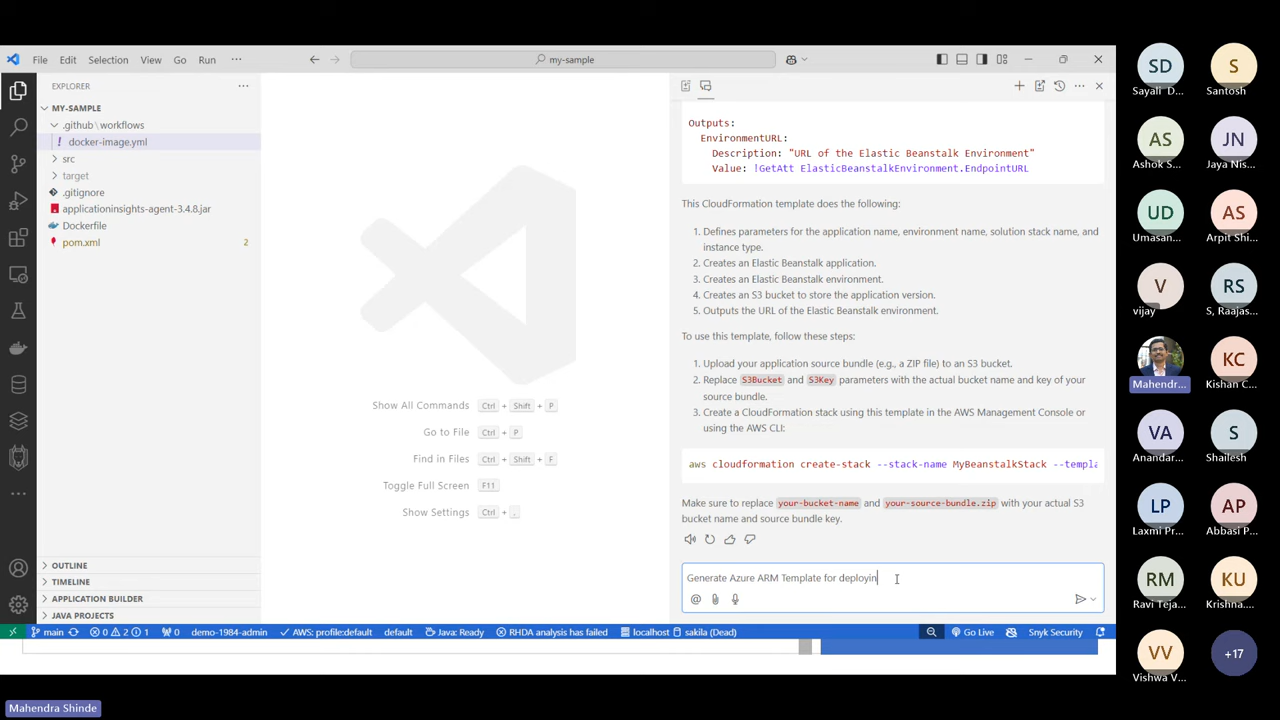 File Edit Selection View Go Run ···
my-sample
EXPLORER
MY-SAMPLE
.github\workflows
! docker-image.yml
src
target
.gitignore
applicationinsights-agent-3.4.8.jar
Dockerfile
pom.xml 2
OUTLINE
TIMELINE
APPLICATION BUILDER
JAVA PROJECTS
Show All Commands Ctrl + Shift + P
Go to File Ctrl + P
Find in Files Ctrl + Shift + F
Toggle Full Screen F11
Show Settings Ctrl + ,
Outputs:
EnvironmentURL:
Description: "URL of the Elastic Beanstalk Environment"
Value: !GetAtt ElasticBeanstalkEnvironment.EndpointURL
This CloudFormation template does the following:
1. Defines parameters for the application name, environment name, solution stack name, and
instance type.
2. Creates an Elastic Beanstalk application.
3. Creates an Elastic Beanstalk environment.
4. Creates an S3 bucket to store the application version.
5. Outputs the URL of the Elastic Beanstalk environment.
To use this template, follow these steps:
1. Upload your application source bundle (e.g., a ZIP file) to an S3 bucket.
2. Replace S3Bucket and S3Key parameters with the actual bucket name and key of your
source bundle.
3. Create a CloudFormation stack using this template in the AWS Management Console or
using the AWS CLI:
aws cloudformation create-stack --stack-name MyBeanstalkStack --templa
Make sure to replace your-bucket-name and your-source-bundle.zip with your actual S3
bucket name and source bundle key.
Generate Azure ARM Template for deployin
main 0 2 1 0 demo-1984-admin AWS: profile:default default Java: Ready RHDA analysis has failed localhost sakila (Dead) Go Live Snyk Security
SD S
Sayali D... Santosh
AS JN
Ashok S... Jaya Nis...
UD AS
Umasan... Arpit Shi...
V RS
vijay S, Raajas...
KC
Mahendr... Kishan C...
VA S
Anandar... Shailesh
LP AP
Laxmi Pr... Abbasi P...
RM KU
Ravi Teja... Krishna...
VV +17
Vishwa V...
Mahendra Shinde